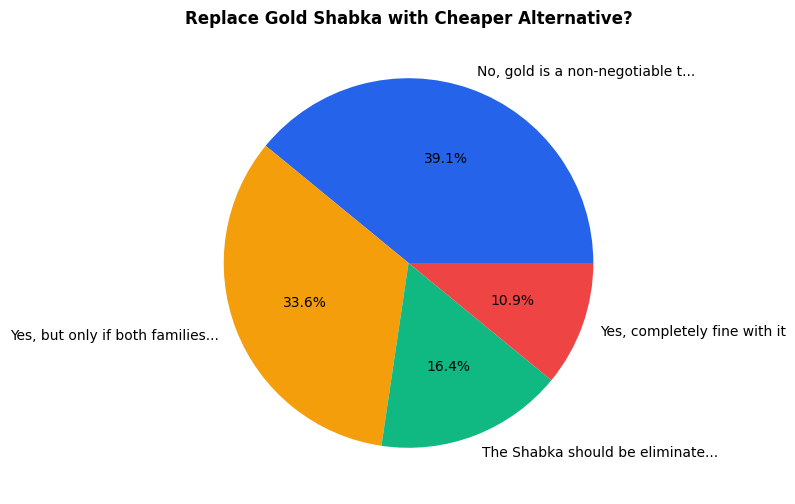 Replace Gold Shabka with Cheaper Alternative?
No, gold is a non-negotiable t...
39.1%
33.6%
10.9%
Yes, but only if both families...
Yes, completely fine with it
16.4%
The Shabka should be eliminate...